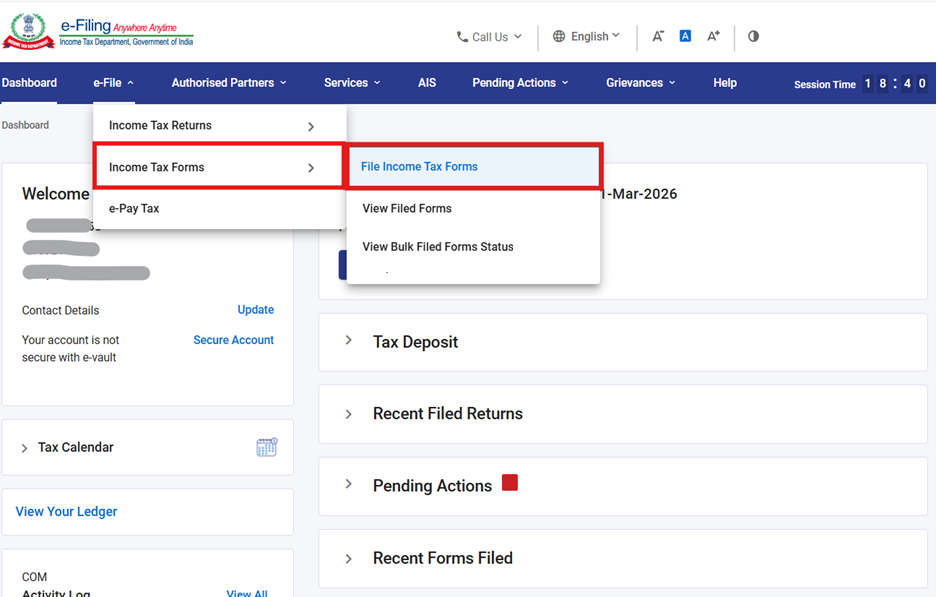 e-Filing Anywhere Anytime
Income Tax Department, Government of India
Call Us
English
A-
A
A+
Dashboard
e-File
Authorised Partners
Services
AIS
Pending Actions
Grievances
Help
Session Time 1 8 : 4 0
Dashboard
Income Tax Returns
Income Tax Forms
e-Pay Tax
File Income Tax Forms
View Filed Forms
View Bulk Filed Forms Status
Welcome
1-Mar-2026
Contact Details
Update
Your account is not
secure with e-vault
Secure Account
Tax Calendar
View Your Ledger
COM
Activity Log
View All
Tax Deposit
Recent Filed Returns
Pending Actions
Recent Forms Filed